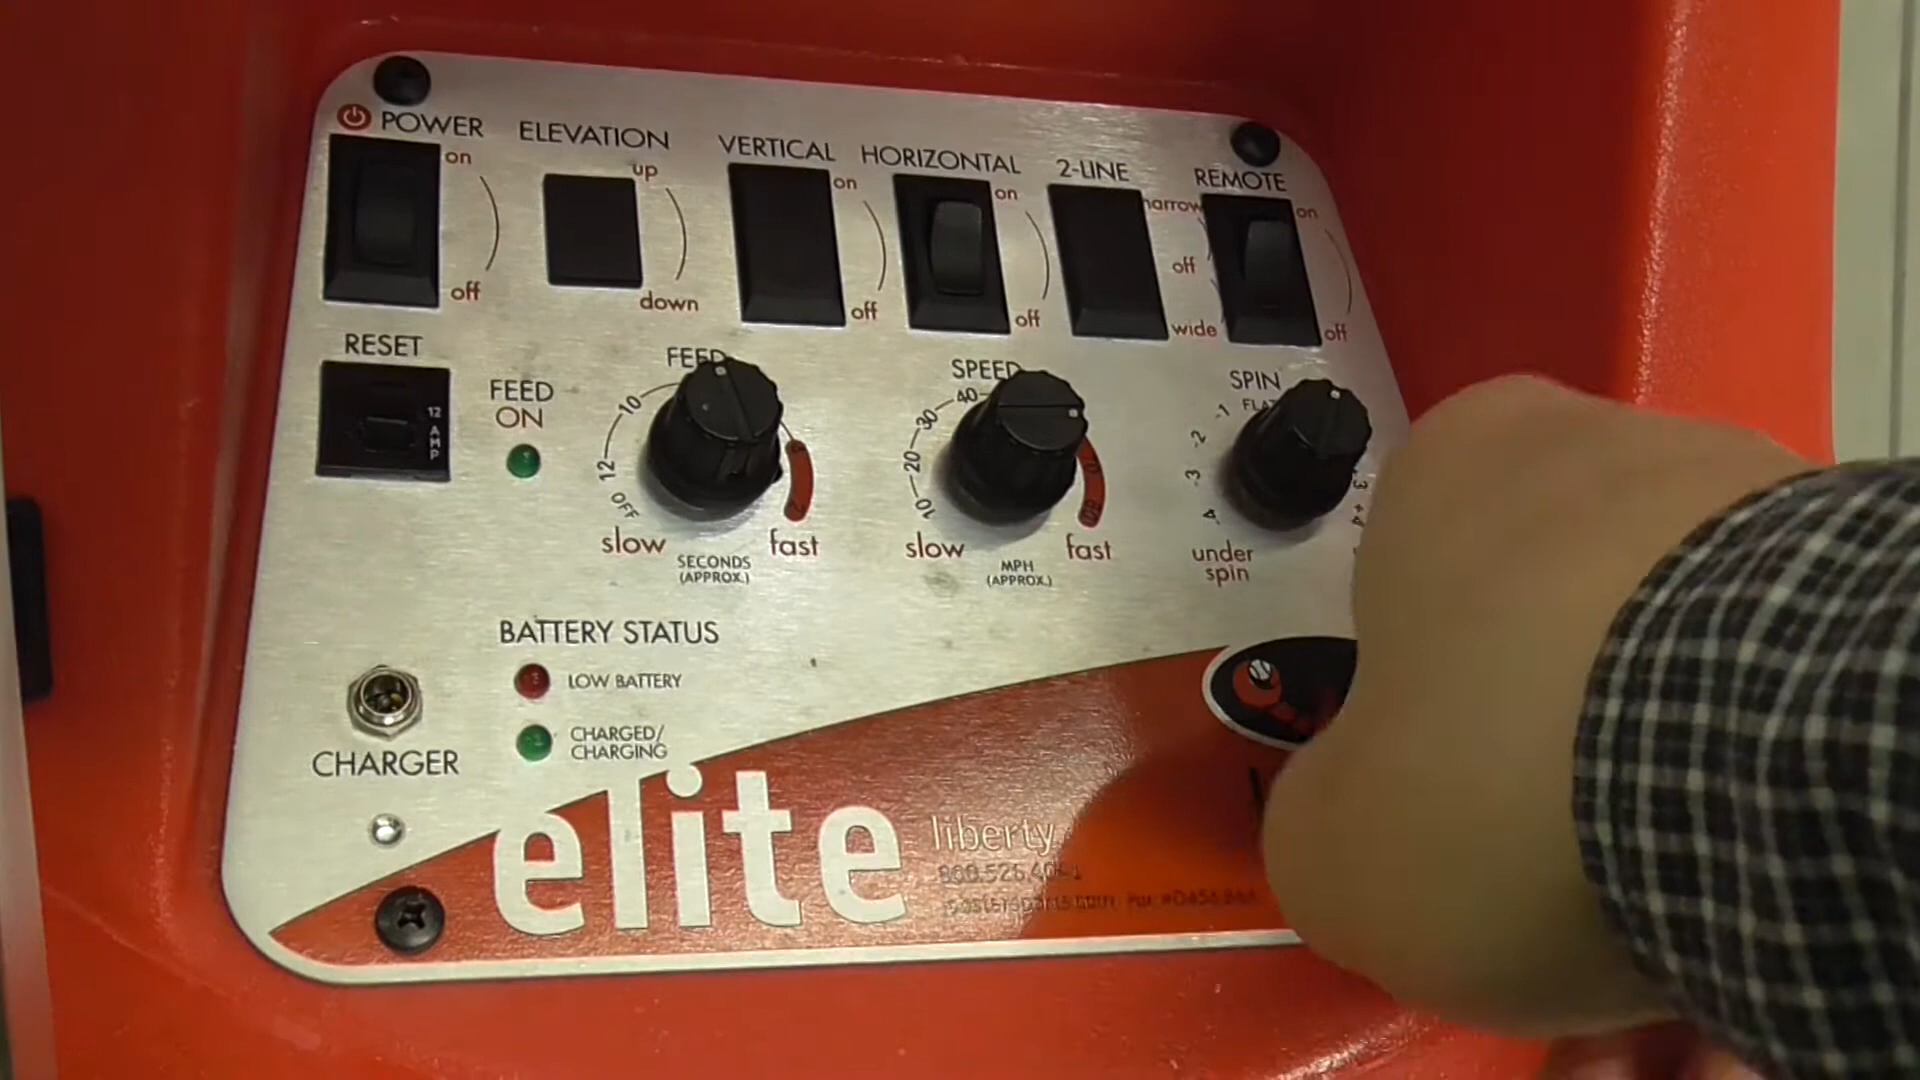 POWER
ELEVATION
VERTICAL
HORIZONTAL
2-LINE
REMOTE
on
off
up
down
on
off
on
off
narrow
off
wide
on
off
RESET
12
AMP
FEED
ON
FEED
10
12
OFF
slow
fast
SECONDS
(APPROX.)
SPEED
40
30
20
10
slow
fast
MPH
(APPROX.)
SPIN
-1
-2
-3
under
spin
BATTERY STATUS
LOW BATTERY
CHARGED/
CHARGING
CHARGER
elite
liberty